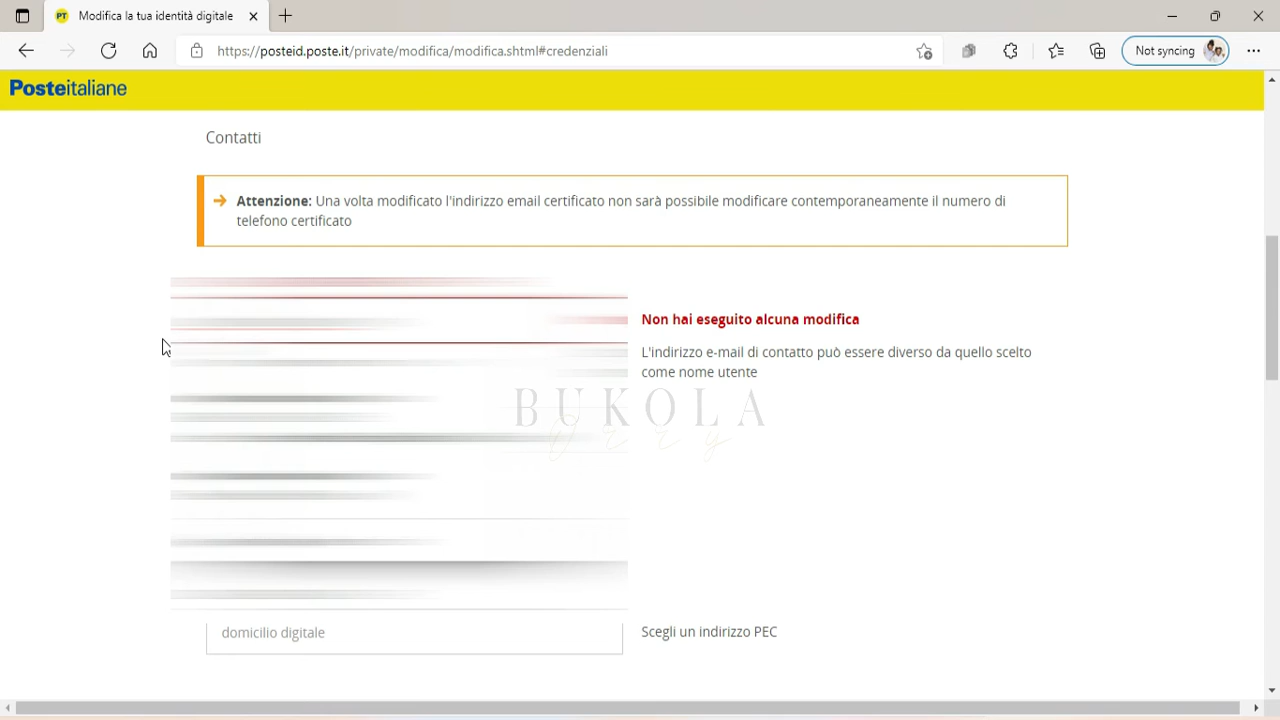 Modifica la tua identità digitale
https://posteid.poste.it/private/modifica/modifica.shtml#credenziali
Not syncing
Posteitaliane
Contatti
Attenzione: Una volta modificato l'indirizzo email certificato non sarà possibile modificare contemporaneamente il numero di
telefono certificato
Non hai eseguito alcuna modifica
L'indirizzo e-mail di contatto può essere diverso da quello scelto
come nome utente
BUKOLA
Orry
domicilio digitale
Scegli un indirizzo PEC